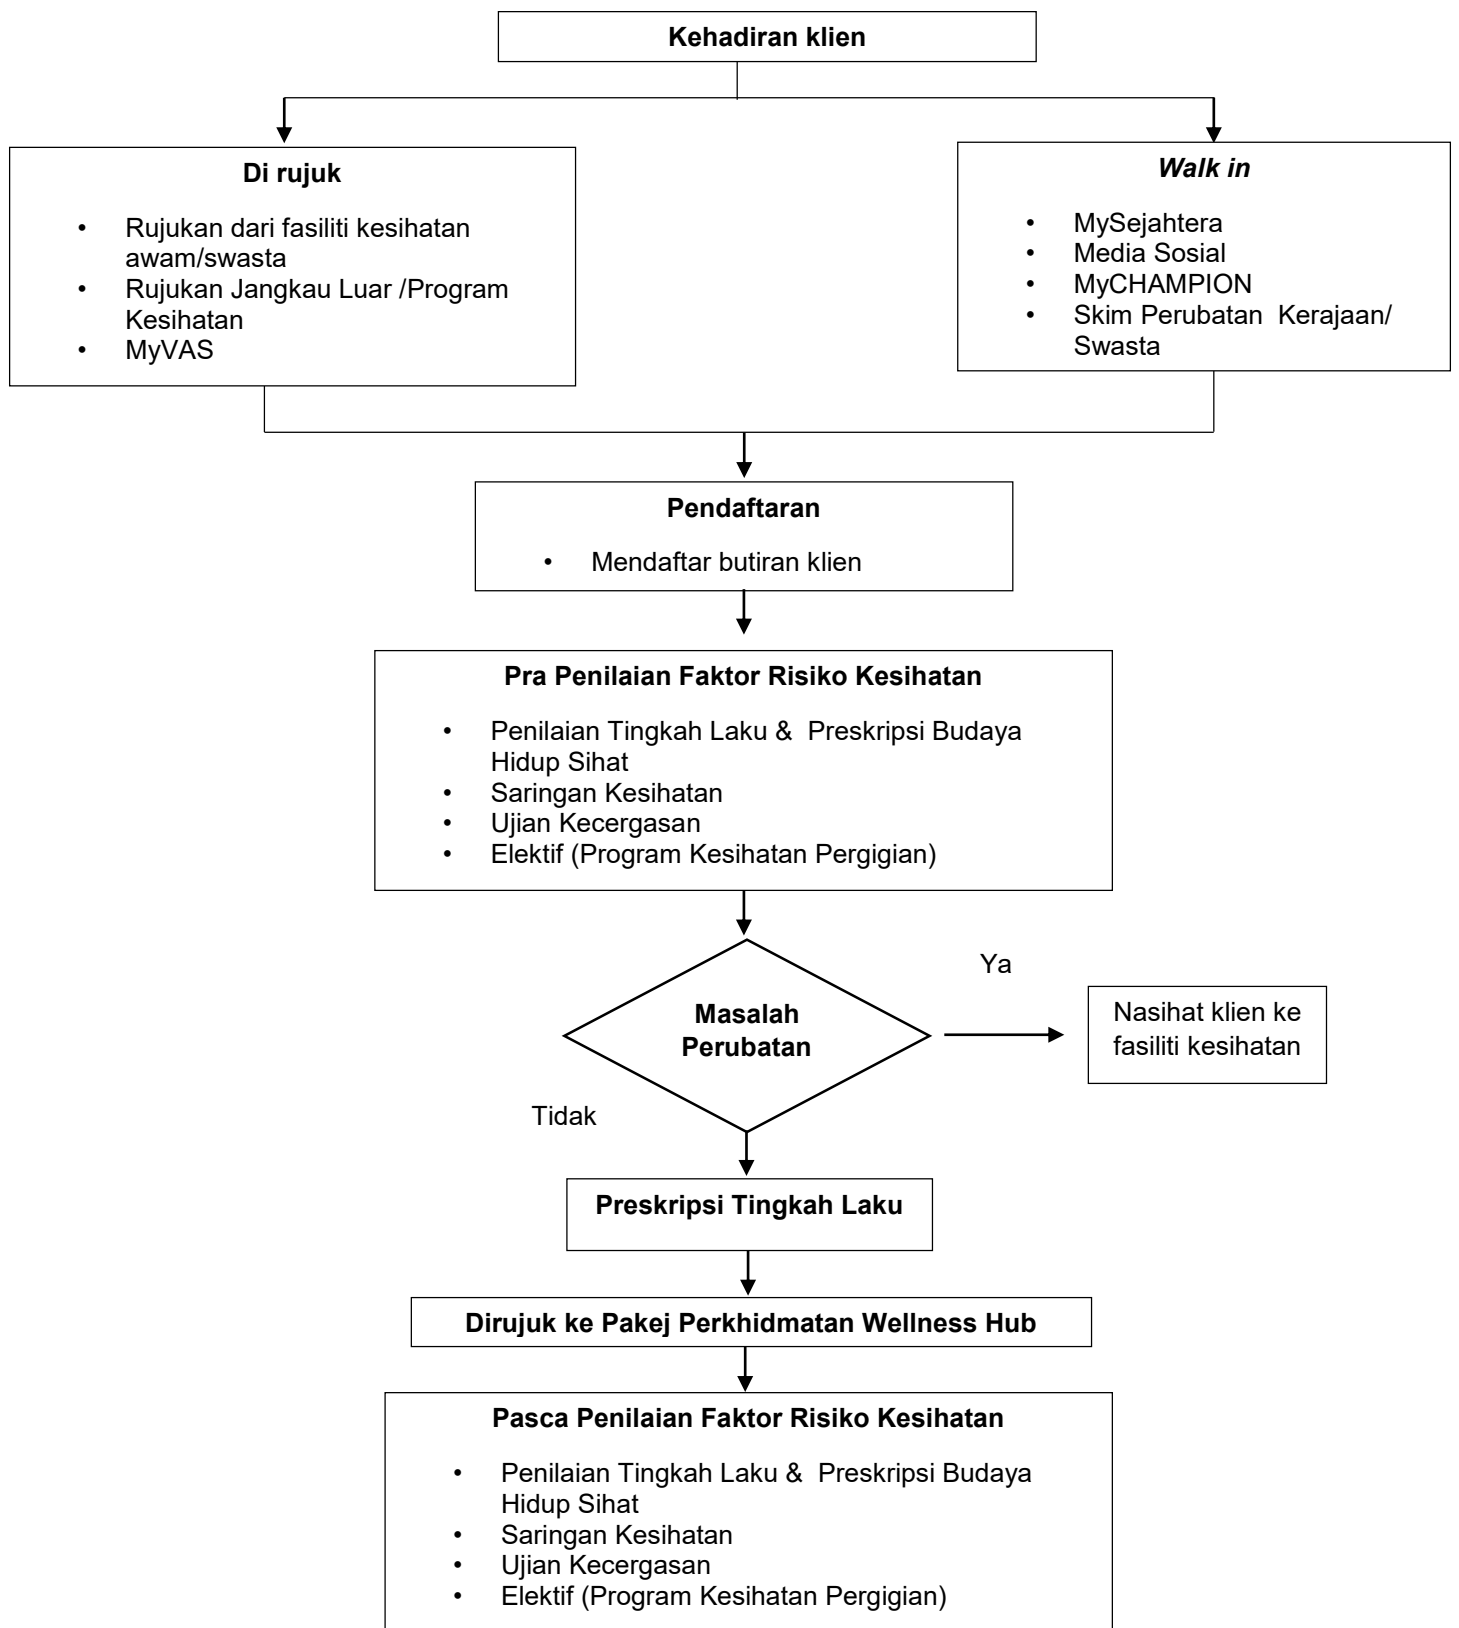 Kehadiran klien
Di rujuk
• Rujukan dari fasiliti kesihatan
awam/swasta
• Rujukan Jangkau Luar /Program
Kesihatan
• MyVAS
Walk in
• MySejahtera
• Media Sosial
• MyCHAMPION
• Skim Perubatan Kerajaan/
Swasta
Pendaftaran
• Mendaftar butiran klien
Pra Penilaian Faktor Risiko Kesihatan
• Penilaian Tingkah Laku & Preskripsi Budaya
Hidup Sihat
• Saringan Kesihatan
• Ujian Kecergasan
• Elektif (Program Kesihatan Pergigian)
Masalah
Perubatan
Ya
Nasihat klien ke
fasiliti kesihatan
Tidak
Preskripsi Tingkah Laku
Dirujuk ke Pakej Perkhidmatan Wellness Hub
Pasca Penilaian Faktor Risiko Kesihatan
• Penilaian Tingkah Laku & Preskripsi Budaya
Hidup Sihat
• Saringan Kesihatan
• Ujian Kecergasan
• Elektif (Program Kesihatan Pergigian)